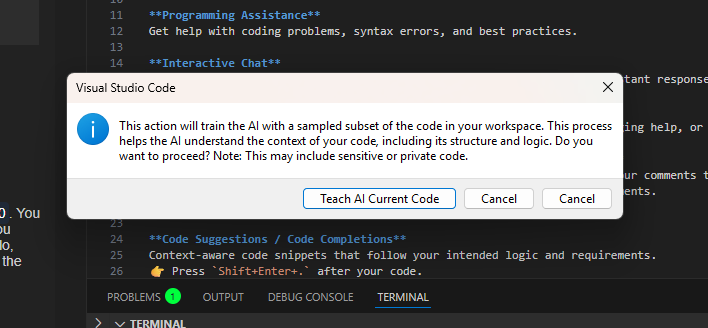 11
**Programming Assistance**
12 Get help with coding problems, syntax errors, and best practices.
13
14 **Interactive Chat**
Visual Studio Code
tant response
This action will train the AI with a sampled subset of the code in your workspace. This process
helps the AI understand the context of your code, including its structure and logic. Do you
want to proceed? Note: This may include sensitive or private code.
ing help, or
ur comments t
ents.
Teach AI Current Code Cancel Cancel
. You
ou
lo,
the
23
24 **Code Suggestions / Code Completions**
25 Context-aware code snippets that follow your intended logic and requirements.
26 👉 Press `Shift+Enter+.` after your code.
PROBLEMS 1 OUTPUT DEBUG CONSOLE TERMINAL
TERMINAL